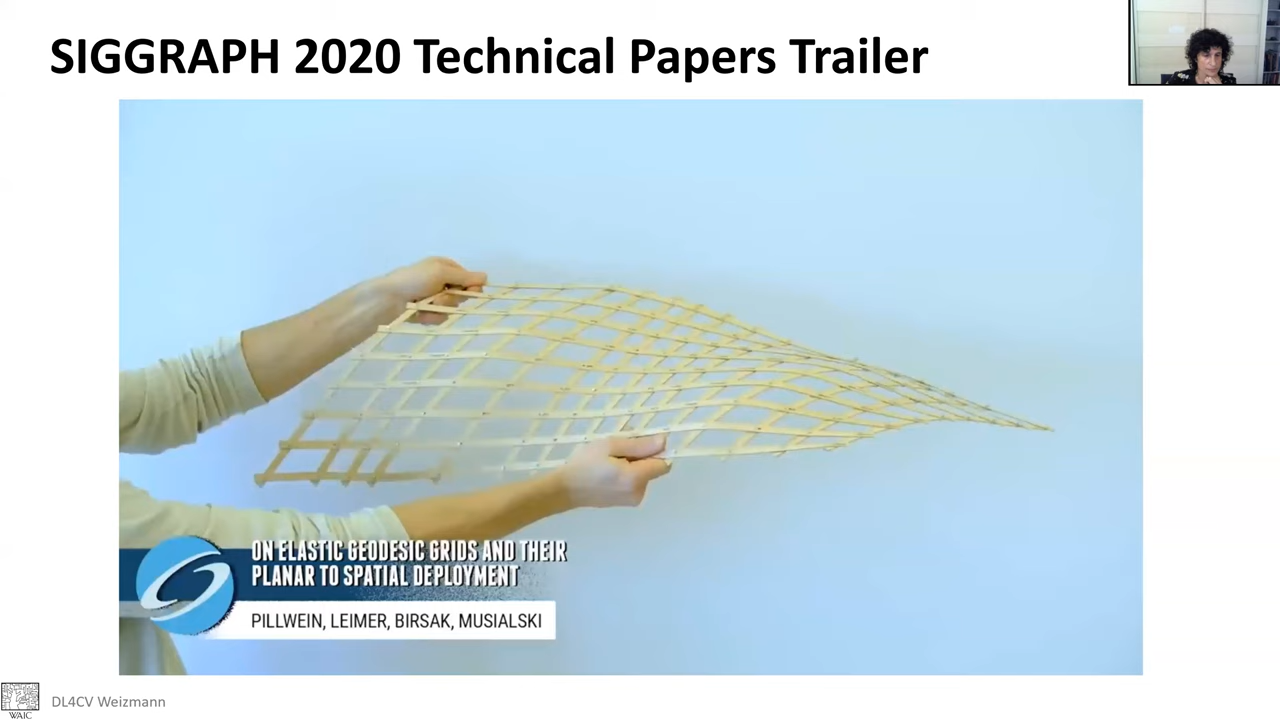 SIGGRAPH 2020 Technical Papers Trailer
ON ELASTIC GEODESIC GRIDS AND THEIR
PLANAR TO SPATIAL DEPLOYMENT
PILLWEIN, LEIMER, BIRSAK, MUSIALSKI
WAIC
DL4CV Weizmann